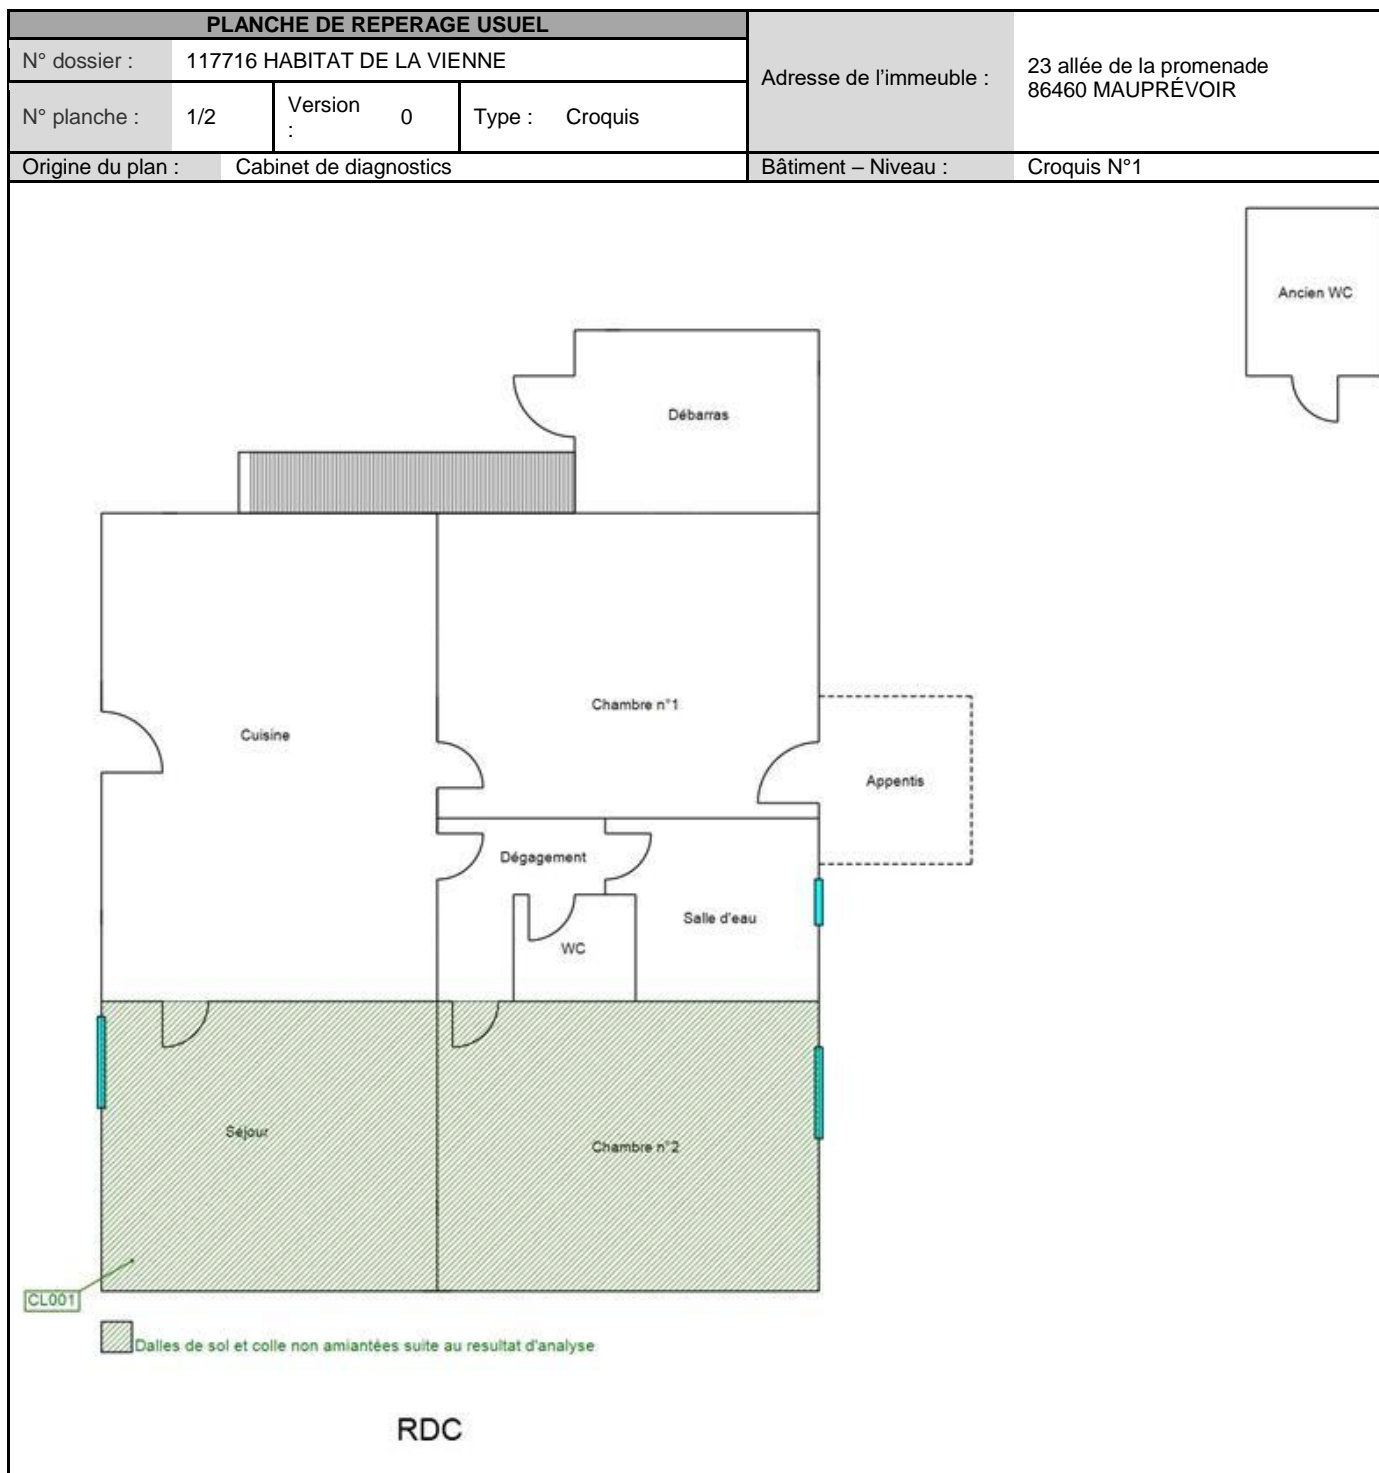 PLANCHE DE REPERAGE USUEL
N° dossier : 117716 HABITAT DE LA VIENNE
Adresse de l'immeuble :
23 allée de la promenade
86460 MAUPRÉVOIR
N° planche : 1/2
Version
:
0
Type : Croquis
Origine du plan : Cabinet de diagnostics
Bâtiment – Niveau : Croquis N°1
Ancien WC
Débarras
Chambre n°1
Cuisine
Appentis
Dégagement
Salle d'eau
WC
Séjour
Chambre n°2
CL001
Dalles de sol et colle non amiantées suite au resultat d'analyse
RDC